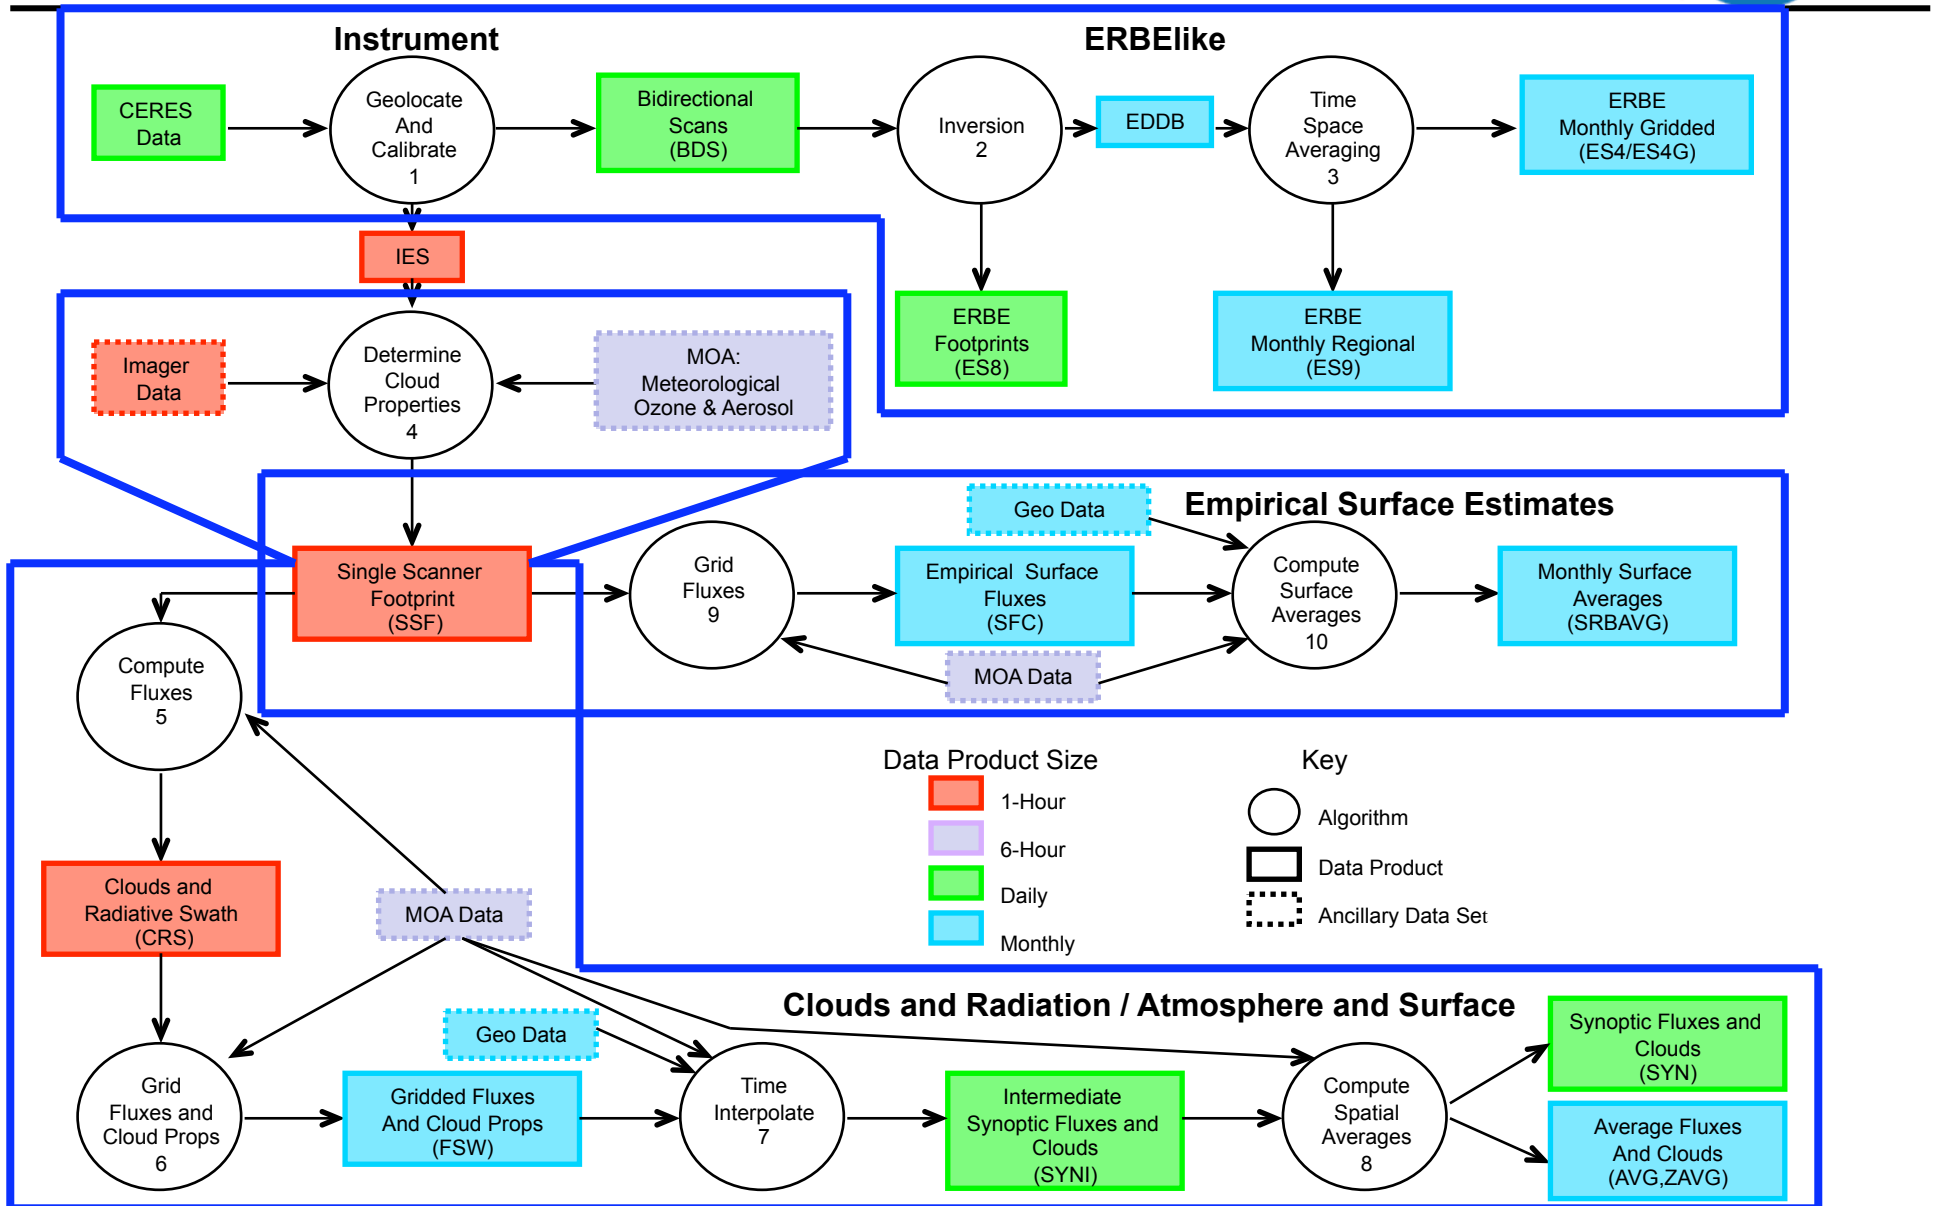 Instrument
ERBElike
CERES
Data
Geolocate
And
Calibrate
1
Bidirectional
Scans
(BDS)
Inversion
2
EDDB
Time
Space
Averaging
3
ERBE
Monthly Gridded
(ES4/ES4G)
IES
ERBE
Footprints
(ES8)
ERBE
Monthly Regional
(ES9)
Imager
Data
Determine
Cloud
Properties
4
MOA:
Meteorological
Ozone & Aerosol
Empirical Surface Estimates
Geo Data
Single Scanner
Footprint
(SSF)
Grid
Fluxes
9
Empirical Surface
Fluxes
(SFC)
Compute
Surface
Averages
10
Monthly Surface
Averages
(SRBAVG)
MOA Data
Compute
Fluxes
5
Data Product Size
1-Hour
6-Hour
Daily
Monthly
Key
Algorithm
Data Product
Ancillary Data Set
Clouds and
Radiative Swath
(CRS)
MOA Data
Clouds and Radiation / Atmosphere and Surface
Geo Data
Grid
Fluxes and
Cloud Props
6
Gridded Fluxes
And Cloud Props
(FSW)
Time
Interpolate
7
Intermediate
Synoptic Fluxes and
Clouds
(SYNI)
Compute
Spatial
Averages
8
Synoptic Fluxes and
Clouds
(SYN)
Average Fluxes
And Clouds
(AVG,ZAVG)